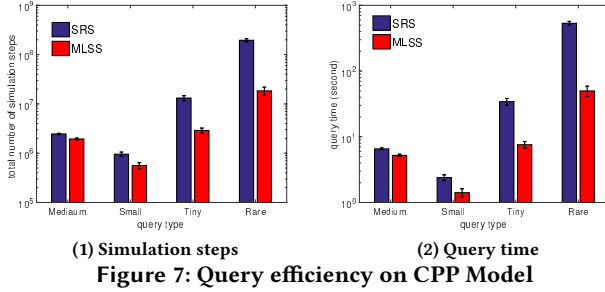 10^9
10^8
10^7
10^6
10^5
total number of simulation steps
SRS
MLSS
Mediaum Small Tiny Rare
query type
(1) Simulation steps
10^3
10^2
10^1
10^0
query time (second)
SRS
MLSS
Medium Small Tiny Rare
query type
(2) Query time
Figure 7: Query efficiency on CPP Model